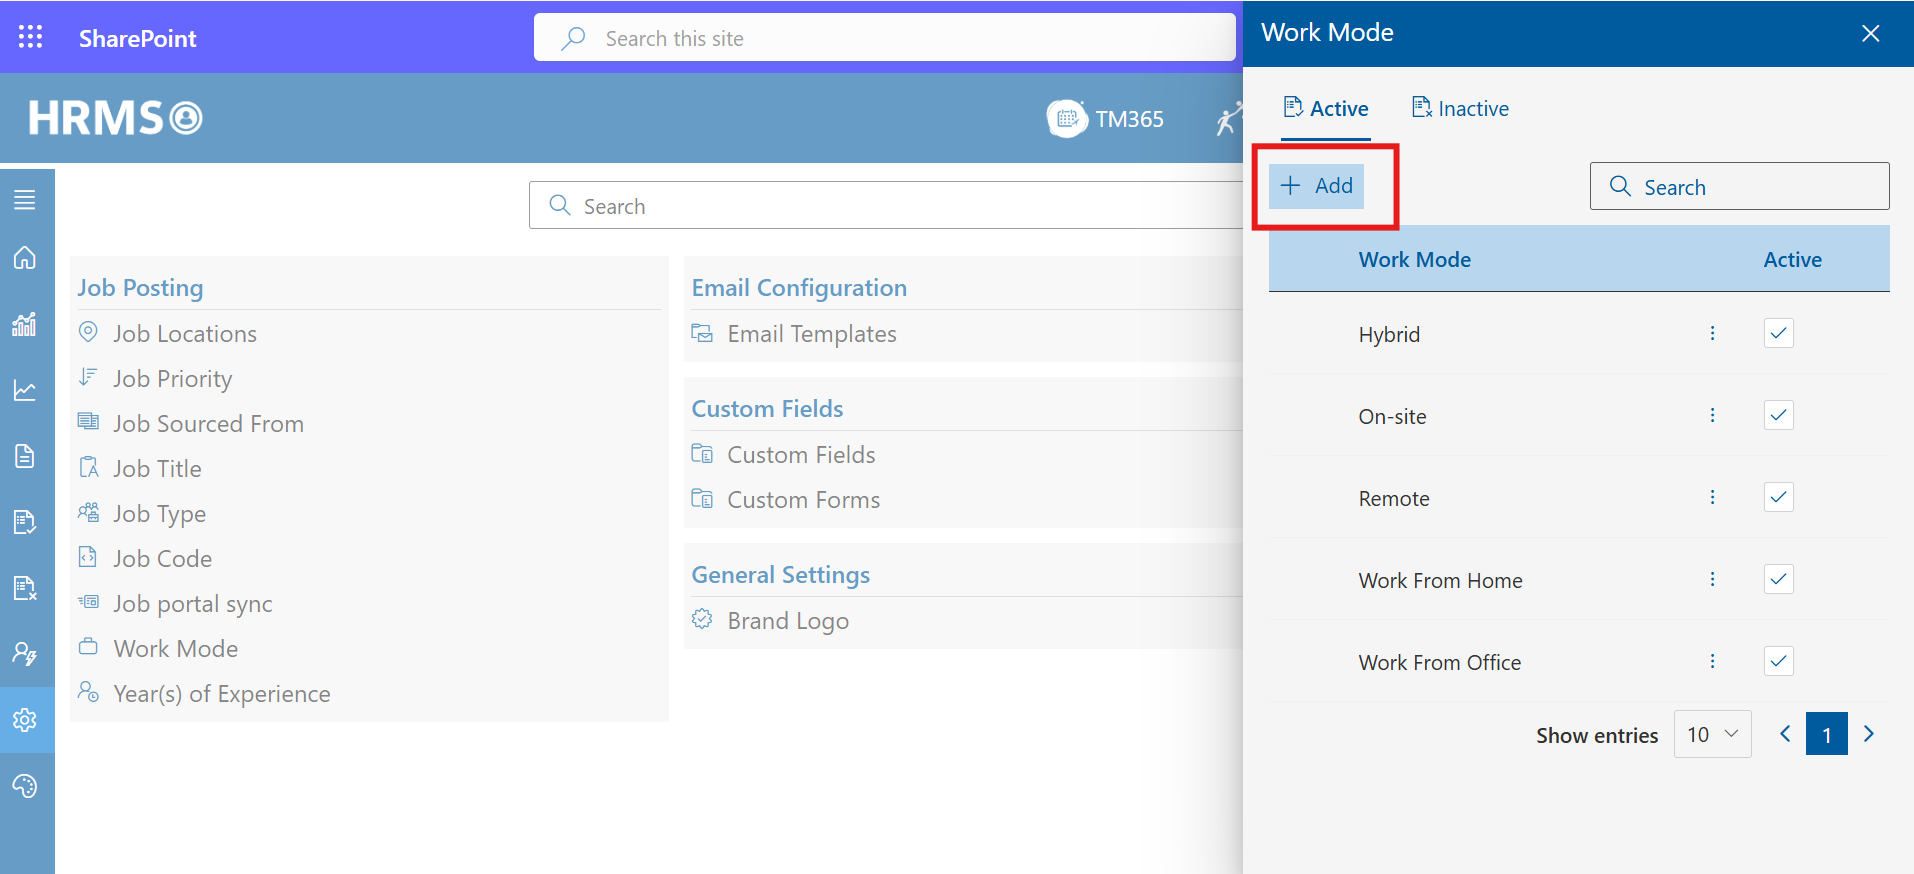 SharePoint
Search this site
HRMS
TM365
Search
Job Posting
Job Locations
Job Priority
Job Sourced From
Job Title
Job Type
Job Code
Job portal sync
Work Mode
Year(s) of Experience
Email Configuration
Email Templates
Custom Fields
Custom Fields
Custom Forms
General Settings
Brand Logo
Work Mode
Active Inactive
Add
Search
Work Mode Active
Hybrid
On-site
Remote
Work From Home
Work From Office
Show entries 10 1